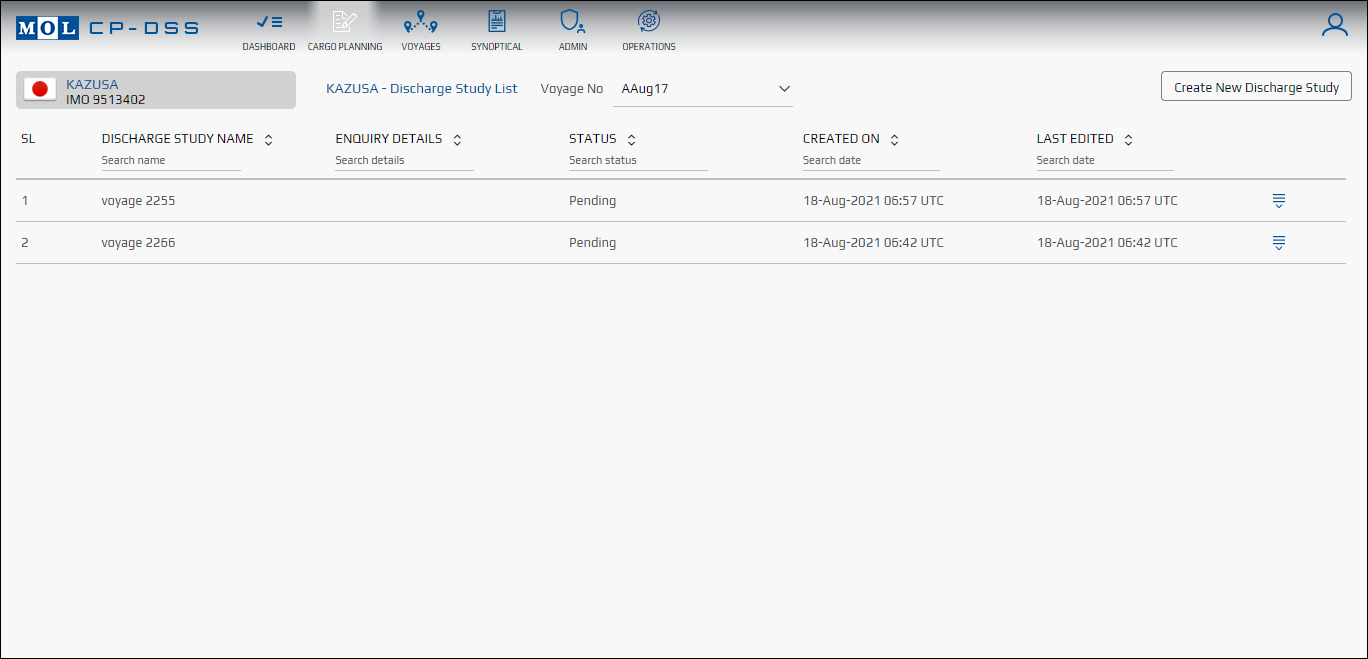 MOL CP-DSS
DASHBOARD CARGO PLANNING VOYAGES SYNOPTICAL ADMIN OPERATIONS
KAZUSA
IMO 9513402
KAZUSA - Discharge Study List Voyage No AAug17 Create New Discharge Study
SL DISCHARGE STUDY NAME ENQUIRY DETAILS STATUS CREATED ON LAST EDITED
Search name Search details Search status Search date Search date
1 voyage 2255 Pending 18-Aug-2021 06:57 UTC 18-Aug-2021 06:57 UTC
2 voyage 2266 Pending 18-Aug-2021 06:42 UTC 18-Aug-2021 06:42 UTC